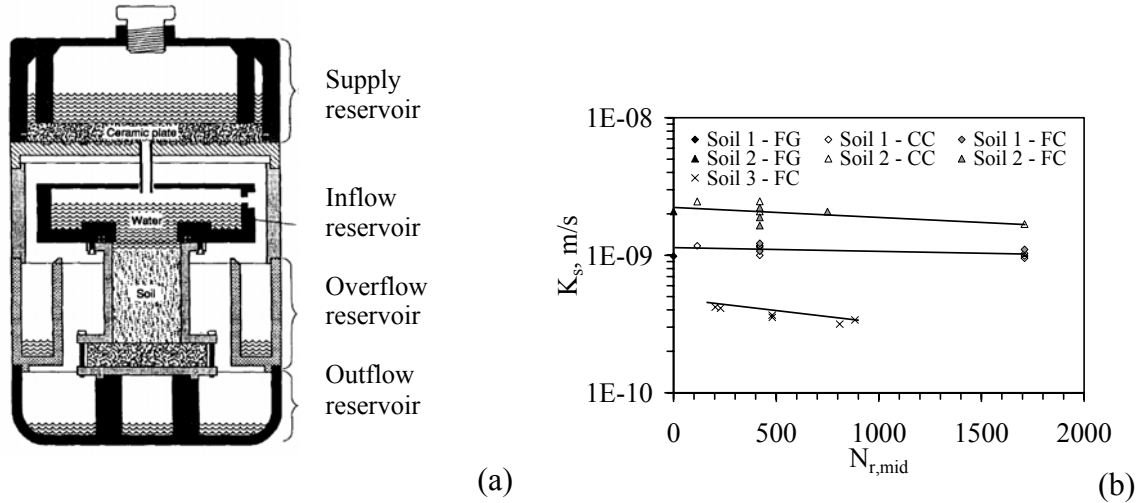 Supply
reservoir
Ceramic plate
Inflow
reservoir
Water
Overflow
reservoir
Soil
Outflow
reservoir
(a)
1E-08
1E-09
1E-10
K_s, m/s
Soil 1 - FG Soil 1 - CC Soil 1 - FC
Soil 2 - FG Soil 2 - CC Soil 2 - FC
Soil 3 - FC
0 500 1000 1500 2000
N_r,mid
(b)